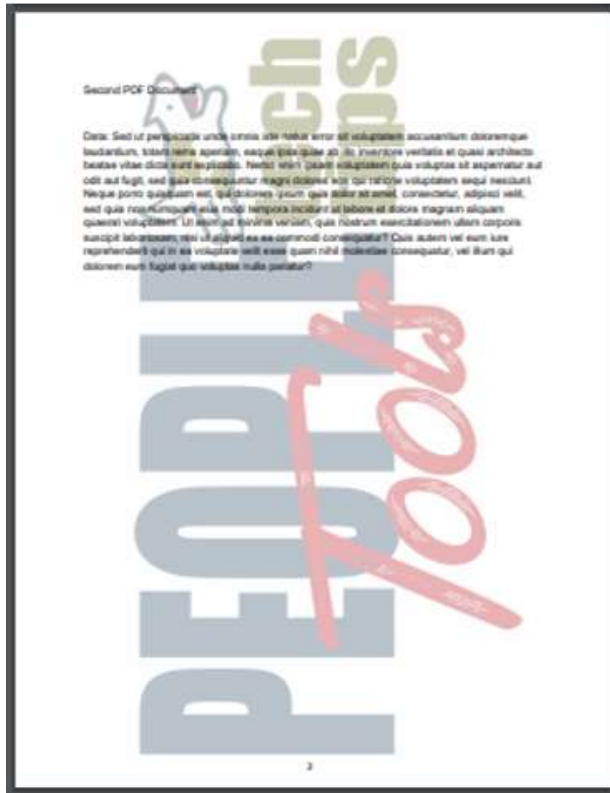 Second PDF Document
Data: Sed ut perspiciatis unde omnis iste natus error sit voluptatem accusantium doloremque
laudantium, totam rem aperiam, eaque ipsa quae ab illo inventore veritatis et quasi architecto
beatae vitae dicta sunt explicabo. Nemo enim ipsam voluptatem quia voluptas sit aspernatur aut
odit aut fugit, sed quia consequuntur magni dolores eos qui ratione voluptatem sequi nesciunt.
Neque porro quisquam est, qui dolorem ipsum quia dolor sit amet, consectetur, adipisci velit,
sed quia non numquam eius modi tempora incidunt ut labore et dolore magnam aliquam
quaerat voluptatem. Ut enim ad minima veniam, quis nostrum exercitationem ullam corporis
suscipit laboriosam, nisi ut aliquid ex ea commodi consequatur? Quis autem vel eum iure
reprehenderit qui in ea voluptate velit esse quam nihil molestiae consequatur, vel illum qui
dolorem eum fugiat quo voluptas nulla pariatur?
PEOPLE
Tools
tech
tips
2